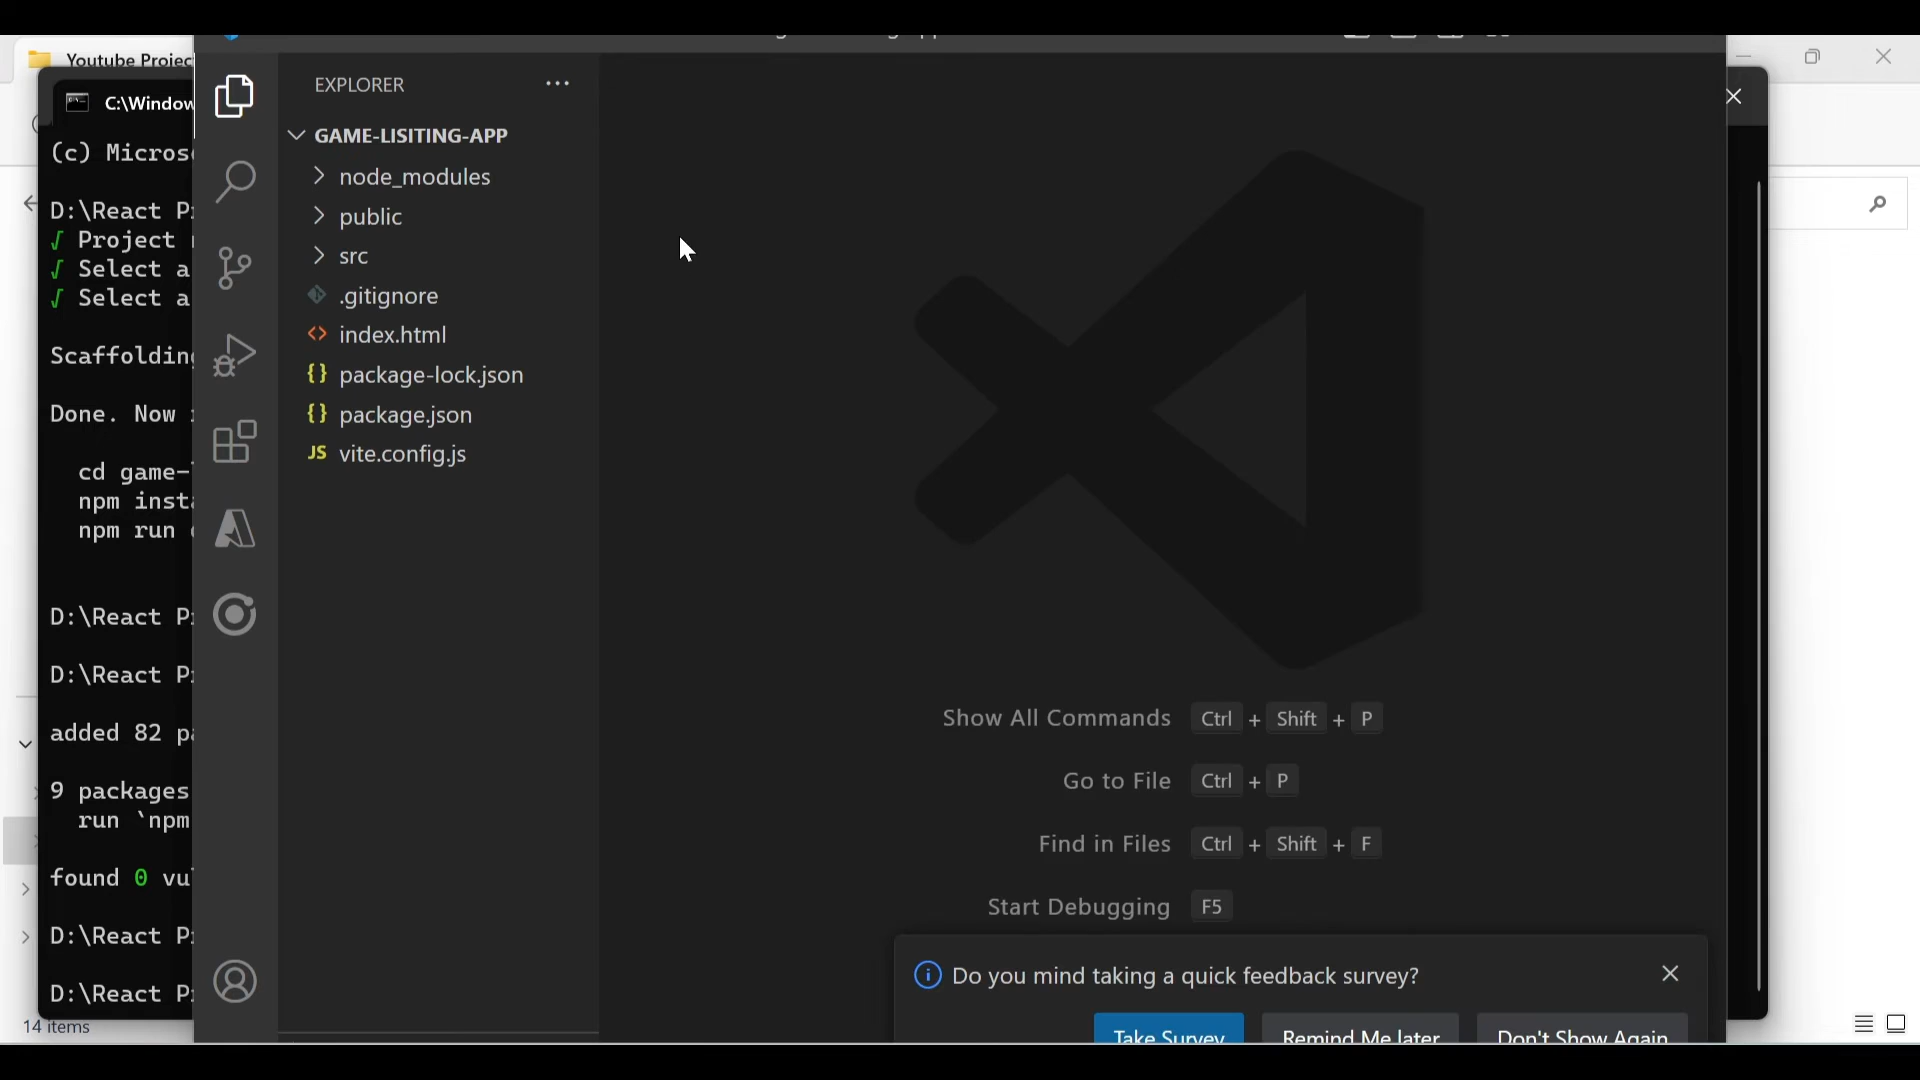 Youtube Projec
C:\Window
(c) Micros
D:\React P
√ Project
√ Select a
√ Select a
Scaffolding
Done. Now
cd game-
npm inst
npm run
D:\React P
D:\React P
added 82 pa
9 packages
run `npm
found 0 vul
D:\React P
D:\React P
14 items
EXPLORER
GAME-LISITING-APP
node_modules
public
src
.gitignore
index.html
{} package-lock.json
{} package.json
JS vite.config.js
Show All Commands Ctrl + Shift + P
Go to File Ctrl + P
Find in Files Ctrl + Shift + F
Start Debugging F5
Do you mind taking a quick feedback survey?
Take Survey Remind Me later Don't Show Again